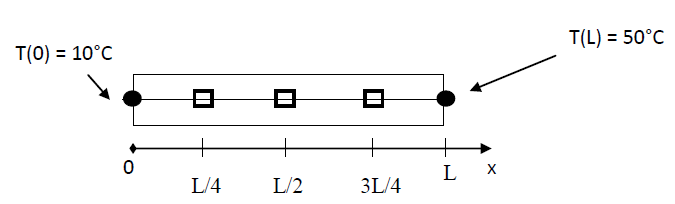 T(L) = 50°C
T(0) = 10°C
0
L/4
L/2
3L/4
L
x